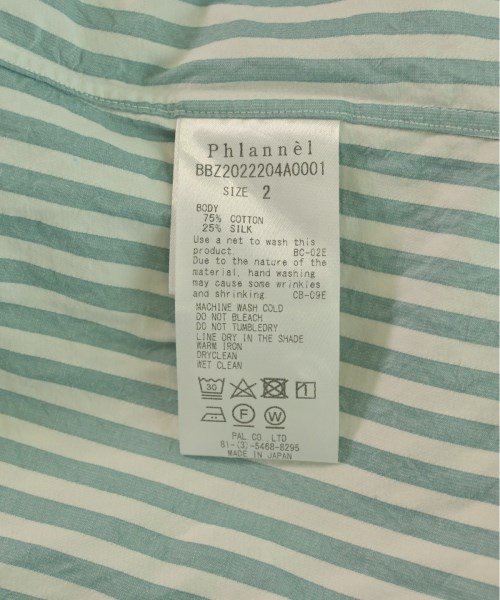 Phlannèl
BBZ2022204A0001
SIZE 2
BODY
75% COTTON
25% SILK
Use a net to wash this
product. BC-02E
Due to the nature of the
material, hand washing
may cause some wrinkles
and shrinking CB-09E
MACHINE WASH COLD
DO NOT BLEACH
DO NOT TUMBLEDRY
LINE DRY IN THE SHADE
WARM IRON
DRYCLEAN
WET CLEAN
30
F W
PAL.CO.,LTD
81-(3)-5468-8295
MADE IN JAPAN